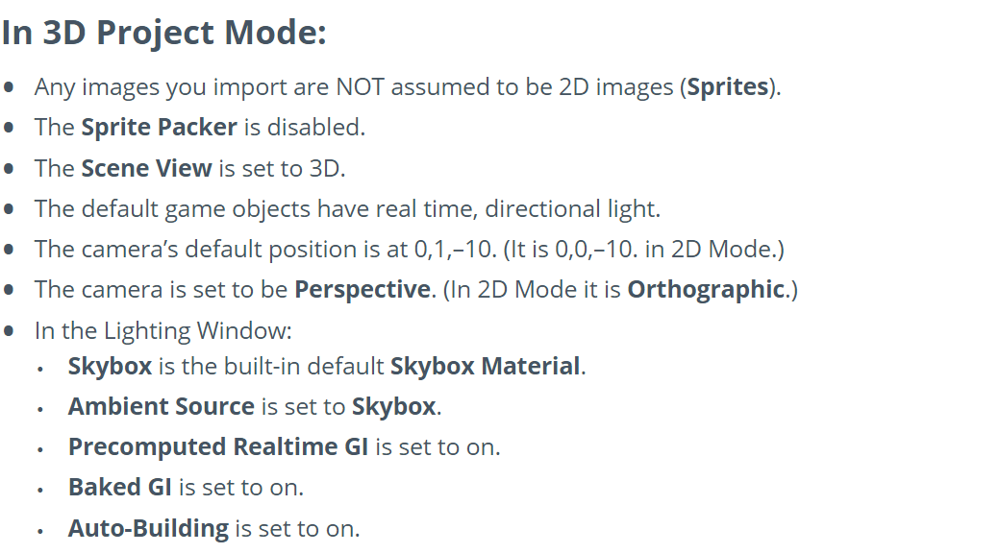 In 3D Project Mode:
• Any images you import are NOT assumed to be 2D images (Sprites).
• The Sprite Packer is disabled.
• The Scene View is set to 3D.
• The default game objects have real time, directional light.
• The camera’s default position is at 0,1,–10. (It is 0,0,–10. in 2D Mode.)
• The camera is set to be Perspective. (In 2D Mode it is Orthographic.)
• In the Lighting Window:
• Skybox is the built-in default Skybox Material.
• Ambient Source is set to Skybox.
• Precomputed Realtime GI is set to on.
• Baked GI is set to on.
• Auto-Building is set to on.